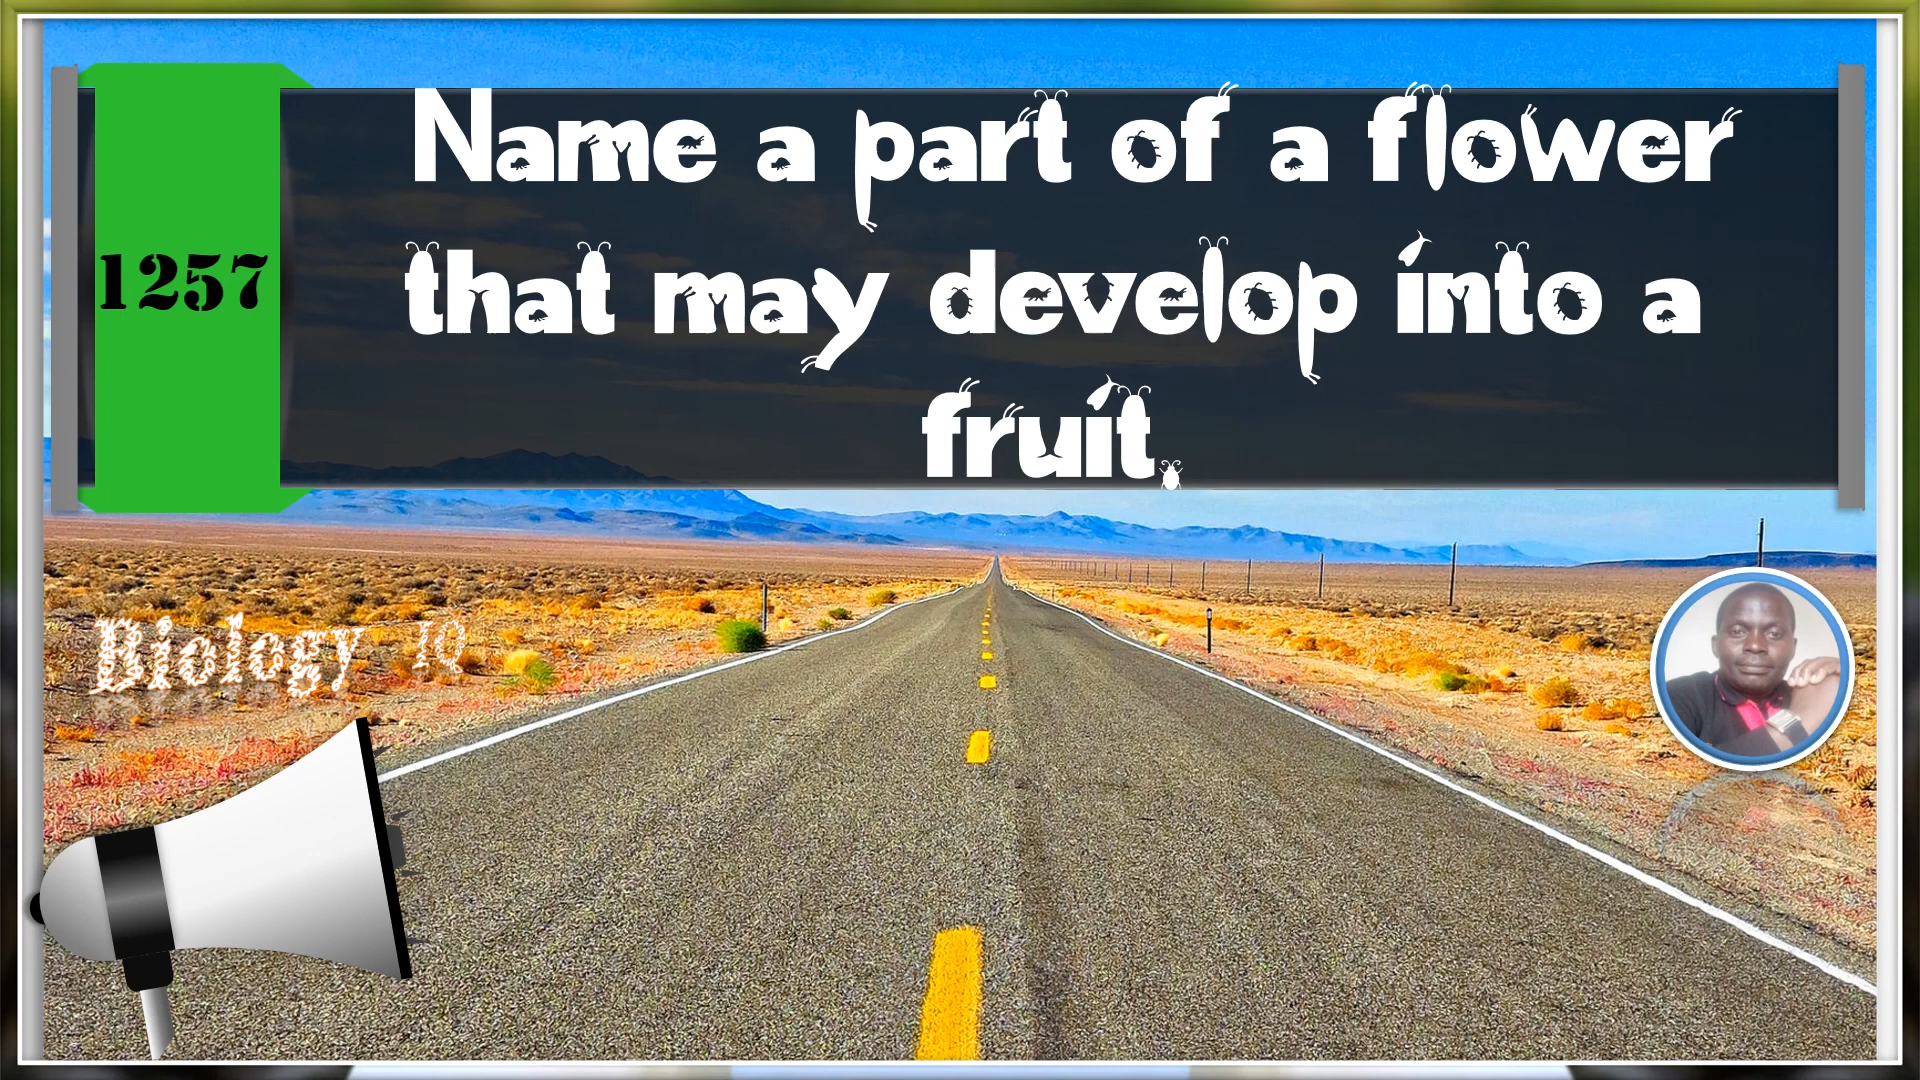 Name a part of a flower
1257
that may develop into a
fruit.
Biology IQ